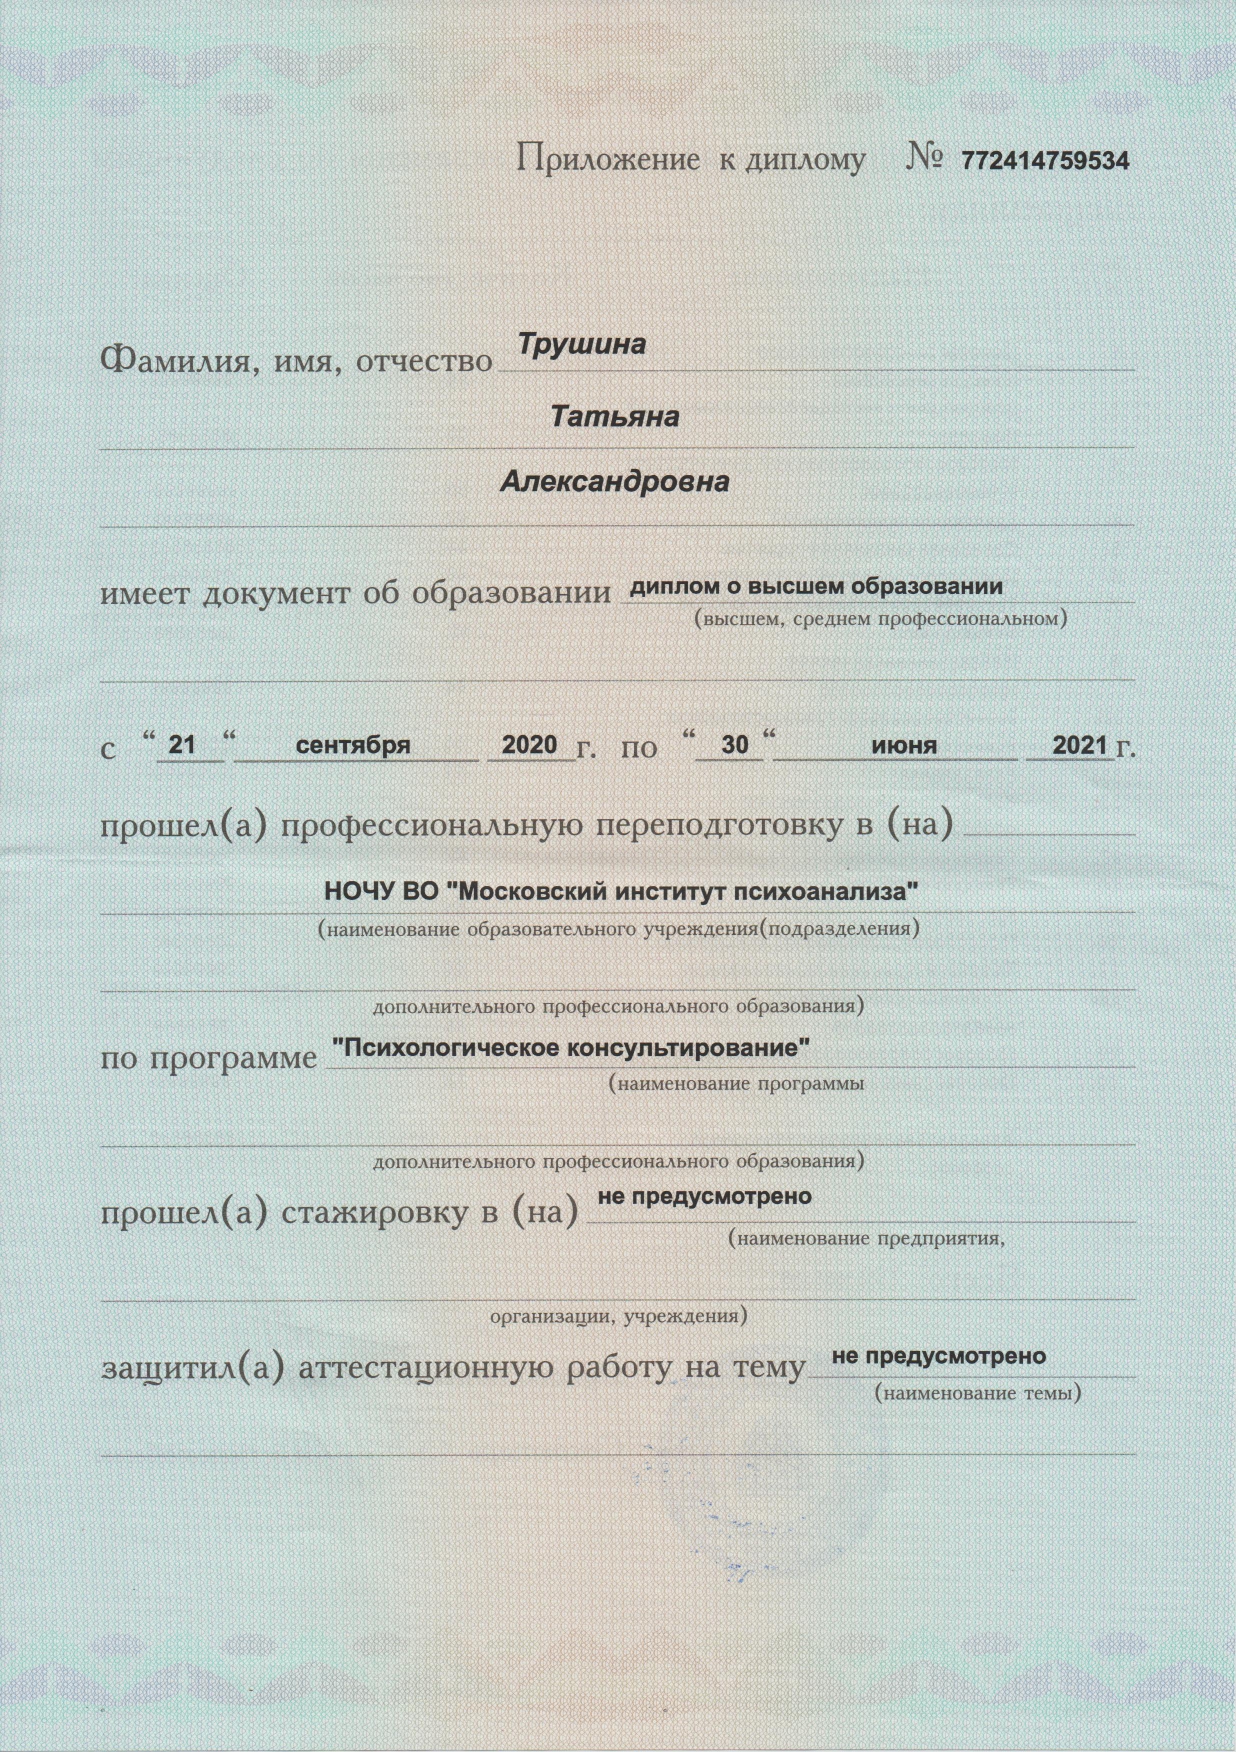 Приложение к диплому № 772414759534
Фамилия, имя, отчество Трушина
Татьяна
Александровна
имеет документ об образовании диплом о высшем образовании
(высшем, среднем профессиональном)
с “ 21 “ сентября 2020 г. по “ 30 “ июня 2021 г.
прошел(а) профессиональную переподготовку в (на)
НОЧУ ВО "Московский институт психоанализа"
(наименование образовательного учреждения(подразделения)
дополнительного профессионального образования)
по программе "Психологическое консультирование"
(наименование программы
дополнительного профессионального образования)
прошел(а) стажировку в (на) не предусмотрено
(наименование предприятия,
организации, учреждения)
защитил(а) аттестационную работу на тему не предусмотрено
(наименование темы)